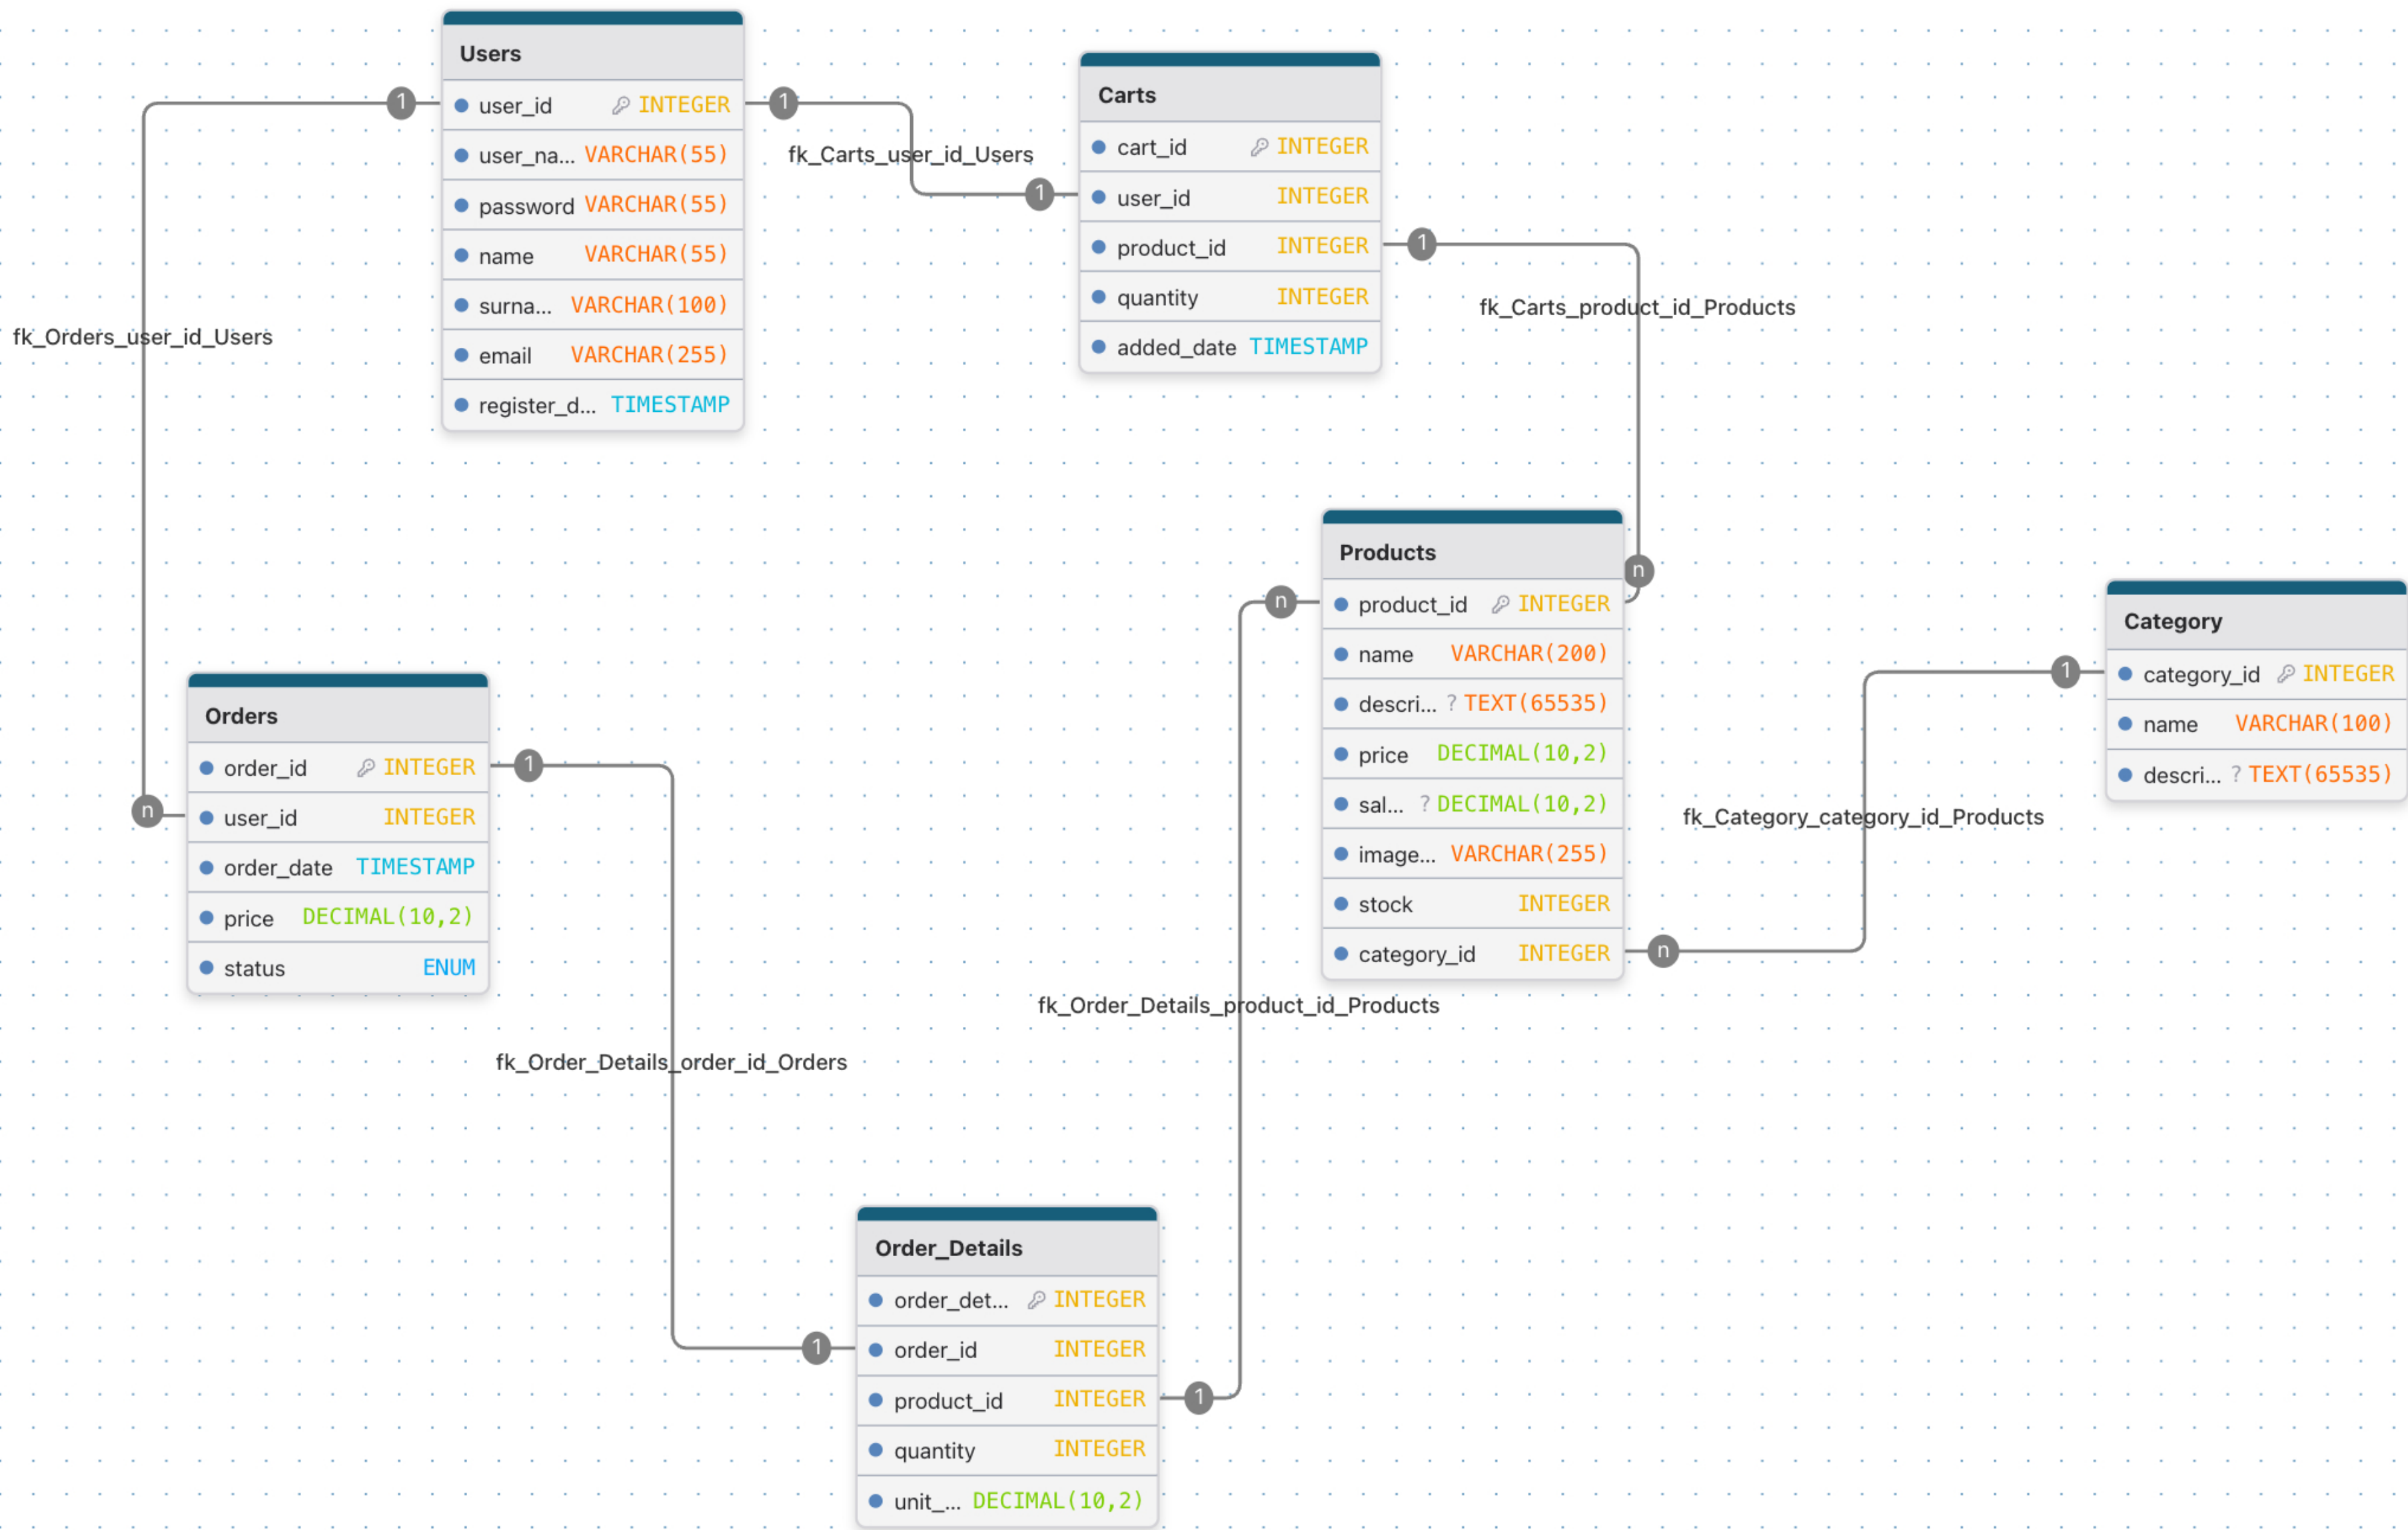 Users
user_id INTEGER
user_na... VARCHAR(55)
password VARCHAR(55)
name VARCHAR(55)
surna... VARCHAR(100)
email VARCHAR(255)
register_d... TIMESTAMP
1
1
fk_Carts_user_id_Users
1
fk_Orders_user_id_Users
n
Carts
cart_id INTEGER
user_id INTEGER
product_id INTEGER
quantity INTEGER
added_date TIMESTAMP
1
fk_Carts_product_id_Products
n
Products
product_id INTEGER
name VARCHAR(200)
descri... ? TEXT(65535)
price DECIMAL(10,2)
sal... ? DECIMAL(10,2)
image... VARCHAR(255)
stock INTEGER
category_id INTEGER
n
n
fk_Category_category_id_Products
1
Category
category_id INTEGER
name VARCHAR(100)
descri... ? TEXT(65535)
Orders
order_id INTEGER
user_id INTEGER
order_date TIMESTAMP
price DECIMAL(10,2)
status ENUM
1
fk_Order_Details_order_id_Orders
1
fk_Order_Details_product_id_Products
1
Order_Details
order_det... INTEGER
order_id INTEGER
product_id INTEGER
quantity INTEGER
unit_... DECIMAL(10,2)